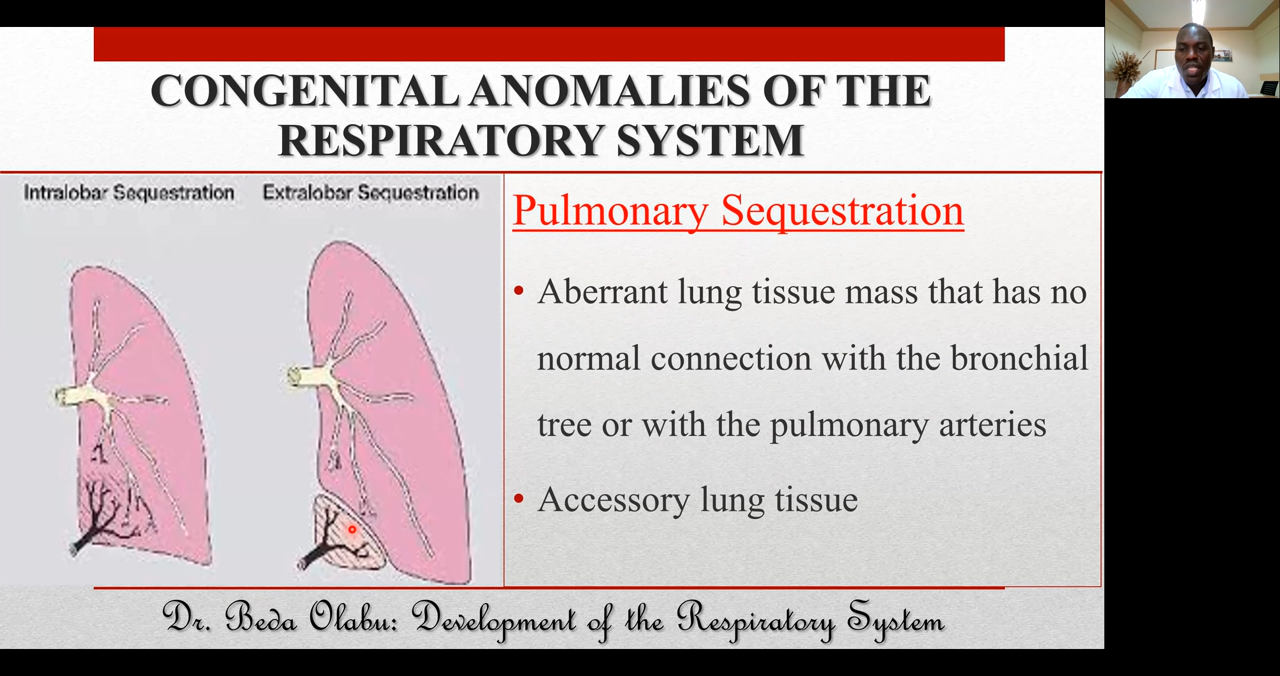 CONGENITAL ANOMALIES OF THE
RESPIRATORY SYSTEM
Intralobar Sequestration
Extralobar Sequestration
Pulmonary Sequestration
• Aberrant lung tissue mass that has no
normal connection with the bronchial
tree or with the pulmonary arteries
• Accessory lung tissue
Dr. Beda Olabu: Development of the Respiratory System